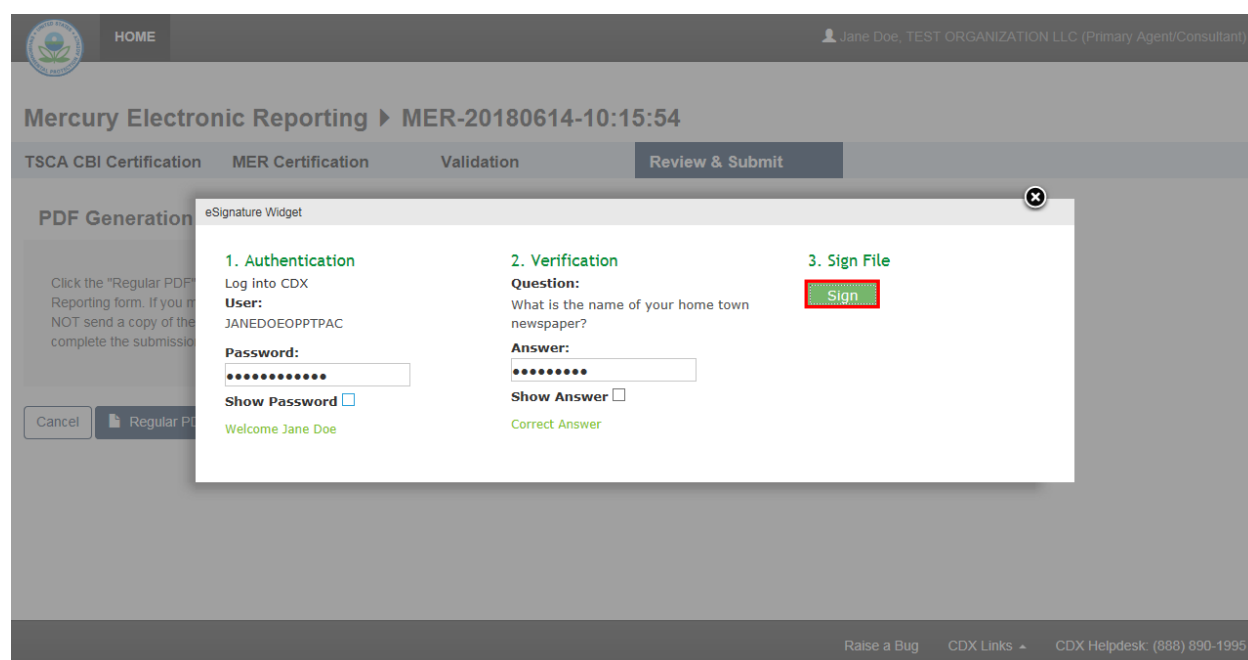 HOME
Jane Doe, TEST ORGANIZATION LLC (Primary Agent/Consultant)
Mercury Electronic Reporting MER-20180614-10:15:54
TSCA CBI Certification MER Certification Validation Review & Submit
PDF Generation
eSignature Widget
Click the "Regular PDF"
Reporting form. If you m
NOT send a copy of the
complete the submissio
Cancel Regular PD
1. Authentication
Log into CDX
User:
JANEDOEOPPTPAC
Password:
••••••••••••
Show Password
Welcome Jane Doe
2. Verification
Question:
What is the name of your home town
newspaper?
Answer:
•••••••••
Show Answer
Correct Answer
3. Sign File
Sign
Raise a Bug CDX Links CDX Helpdesk: (888) 890-1995